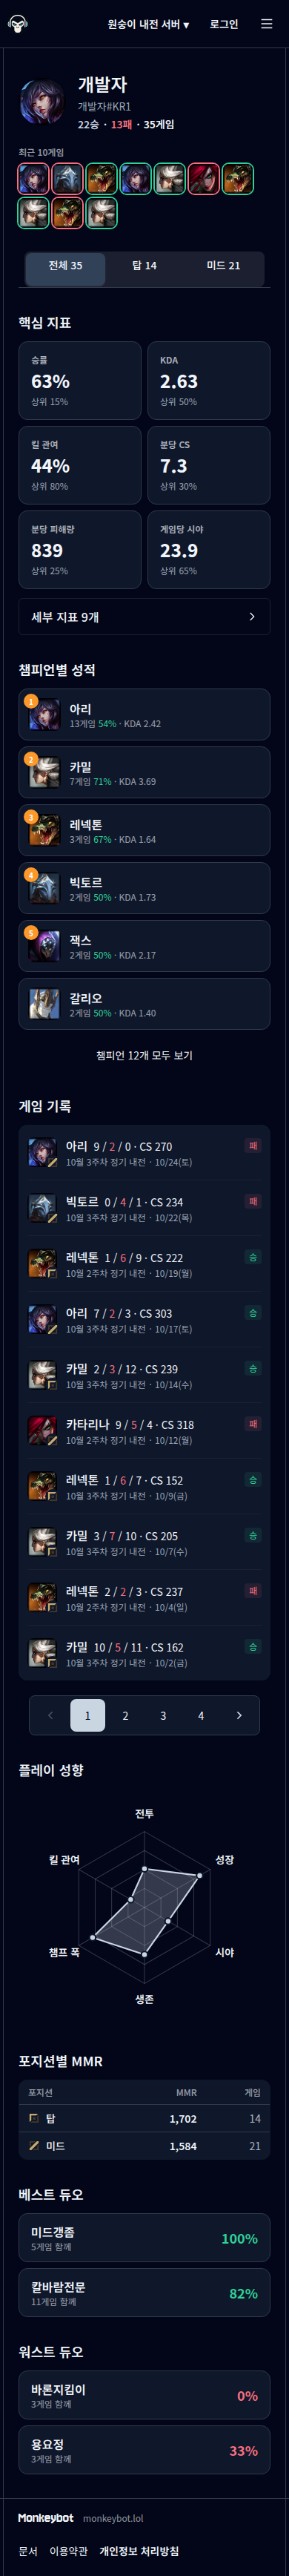 원숭이 내전 서버 ▾ 로그인
개발자
개발자#KR1
22승 · 13패 · 35게임
최근 10게임
전체 35 탑 14 미드 21
핵심 지표
승률 KDA
63% 2.63
상위 15% 상위 50%
킬 관여 분당 CS
44% 7.3
상위 80% 상위 30%
분당 피해량 게임당 시야
839 23.9
상위 25% 상위 65%
세부 지표 9개
챔피언별 성적
1 아리
13게임 54% · KDA 2.42
2 카밀
7게임 71% · KDA 3.69
3 레넥톤
3게임 67% · KDA 1.64
4 빅토르
2게임 50% · KDA 1.73
5 잭스
2게임 50% · KDA 2.17
갈리오
2게임 50% · KDA 1.40
챔피언 12개 모두 보기
게임 기록
아리 9 / 2 / 0 · CS 270 패
10월 3주차 정기 내전 · 10/24(토)
빅토르 0 / 4 / 1 · CS 234 패
10월 3주차 정기 내전 · 10/22(목)
레넥톤 1 / 6 / 9 · CS 222 승
10월 2주차 정기 내전 · 10/19(월)
아리 7 / 2 / 3 · CS 303 승
10월 3주차 정기 내전 · 10/17(토)
카밀 2 / 3 / 12 · CS 239 승
10월 3주차 정기 내전 · 10/14(수)
카타리나 9 / 5 / 4 · CS 318 패
10월 2주차 정기 내전 · 10/12(월)
레넥톤 1 / 6 / 7 · CS 152 승
10월 3주차 정기 내전 · 10/9(금)
카밀 3 / 7 / 10 · CS 205 승
10월 3주차 정기 내전 · 10/7(수)
레넥톤 2 / 2 / 3 · CS 237 패
10월 2주차 정기 내전 · 10/4(일)
카밀 10 / 5 / 11 · CS 162 승
10월 3주차 정기 내전 · 10/2(금)
1 2 3 4
플레이 성향
전투
킬 관여 성장
챔프 폭 시야
생존
포지션별 MMR
포지션 MMR 게임
탑 1,702 14
미드 1,584 21
베스트 듀오
미드갱좀 100%
5게임 함께
칼바람전문 82%
11게임 함께
워스트 듀오
바론지킴이 0%
3게임 함께
용요정 33%
3게임 함께
Monkeybot monkeybot.lol
문서 이용약관 개인정보 처리방침